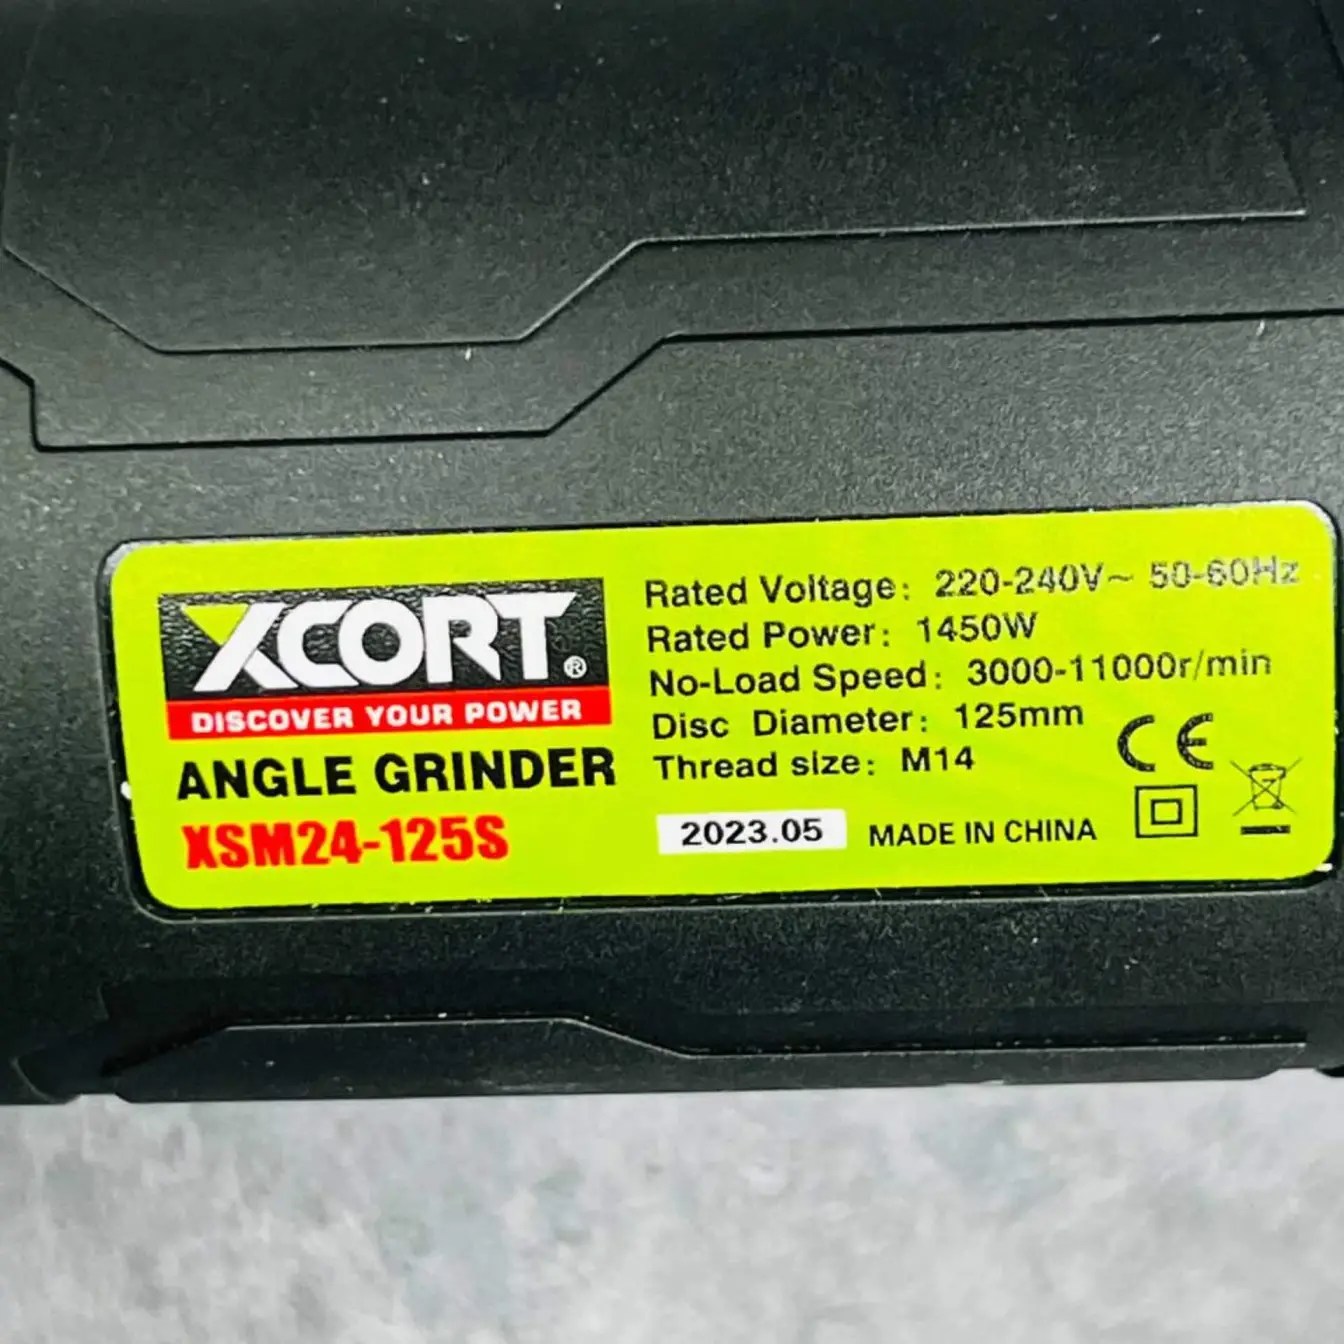 XCORT®
DISCOVER YOUR POWER
ANGLE GRINDER
XSM24-125S
Rated Voltage: 220-240V~ 50-60Hz
Rated Power: 1450W
No-Load Speed: 3000-11000r/min
Disc Diameter: 125mm
Thread size: M14
CE
2023.05 MADE IN CHINA